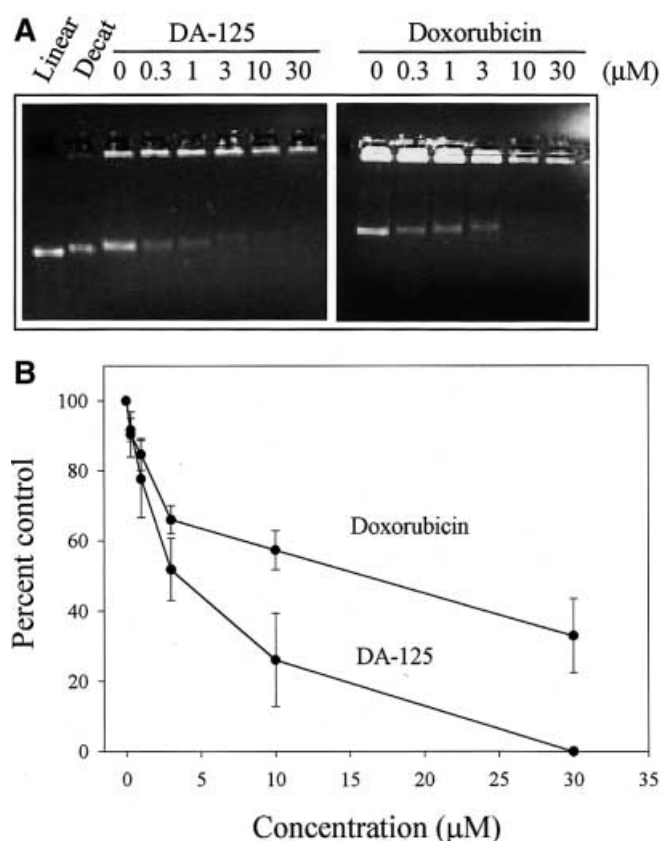 A
Linear
Decat
DA-125
Doxorubicin
0 0.3 1 3 10 30
0 0.3 1 3 10 30 (μM)
B
100
80
60
40
20
0
Percent control
Doxorubicin
DA-125
0 5 10 15 20 25 30 35
Concentration (μM)